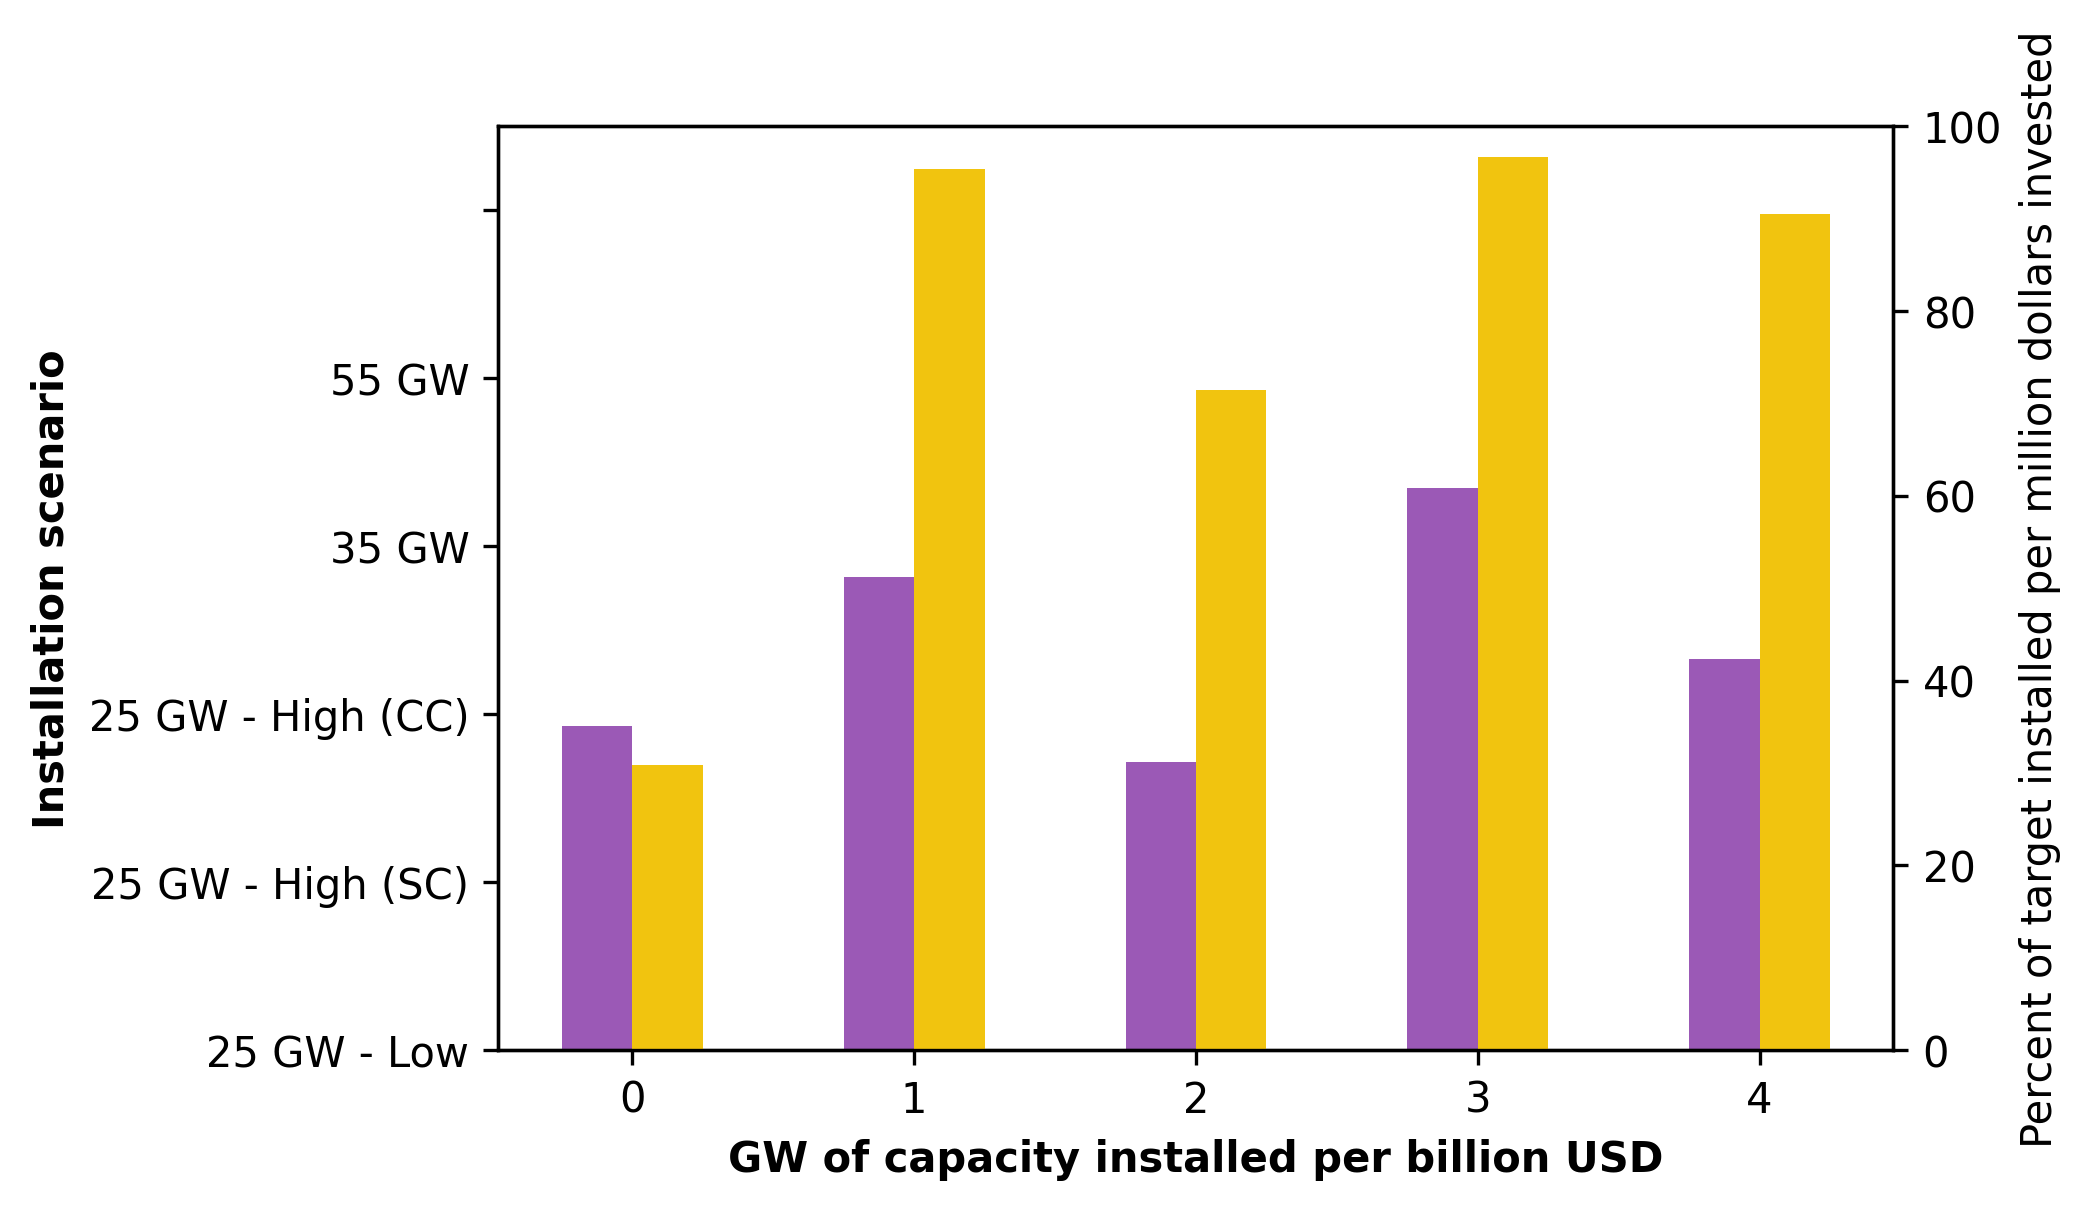 Installation scenario
55 GW
35 GW
25 GW - High (CC)
25 GW - High (SC)
25 GW - Low
0
1
2
3
4
GW of capacity installed per billion USD
100
80
60
40
20
0
Percent of target installed per million dollars invested